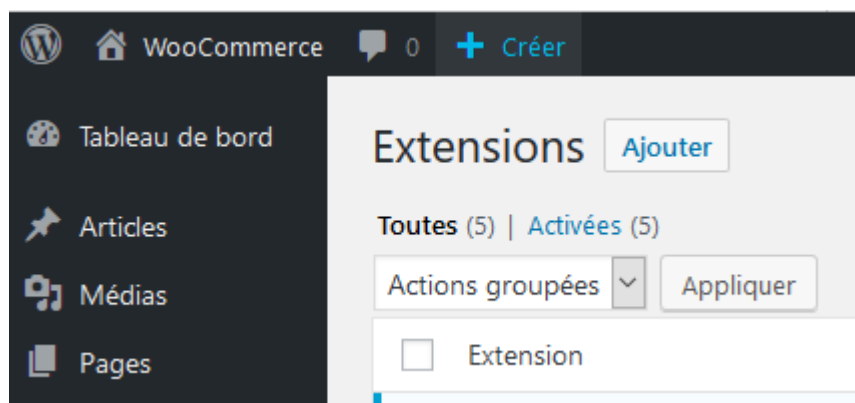 WooCommerce 0 + Créer
Tableau de bord
Extensions Ajouter
Articles
Toutes (5) | Activées (5)
Médias
Actions groupées Appliquer
Pages
Extension